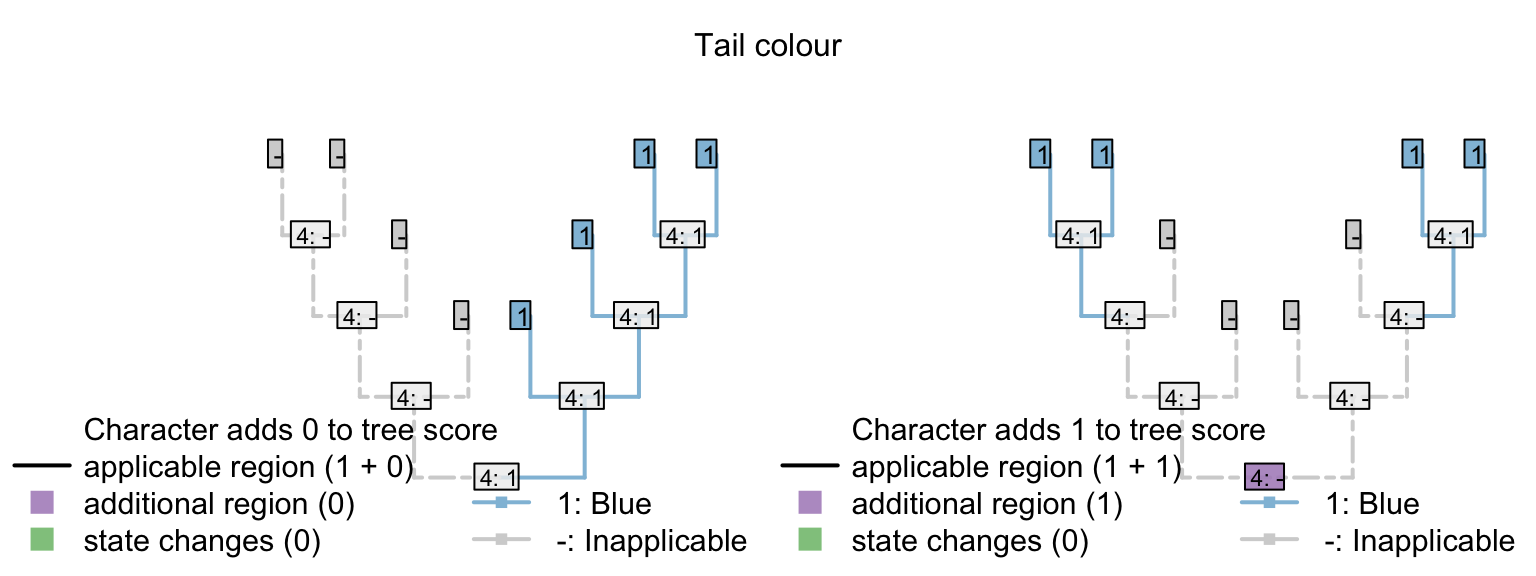 Tail colour
- - 1 1 1 1 1 1
4: - - 1 4: 1 4: 1 - - 4: 1
4: - - 1 4: 1 4: - - - 4: -
4: - 4: 1 4: - 4: -
Character adds 0 to tree score
applicable region (1 + 0)
additional region (0)
state changes (0)
4: 1
1: Blue
-: Inapplicable
Character adds 1 to tree score
applicable region (1 + 1)
additional region (1)
state changes (0)
4: -
1: Blue
-: Inapplicable